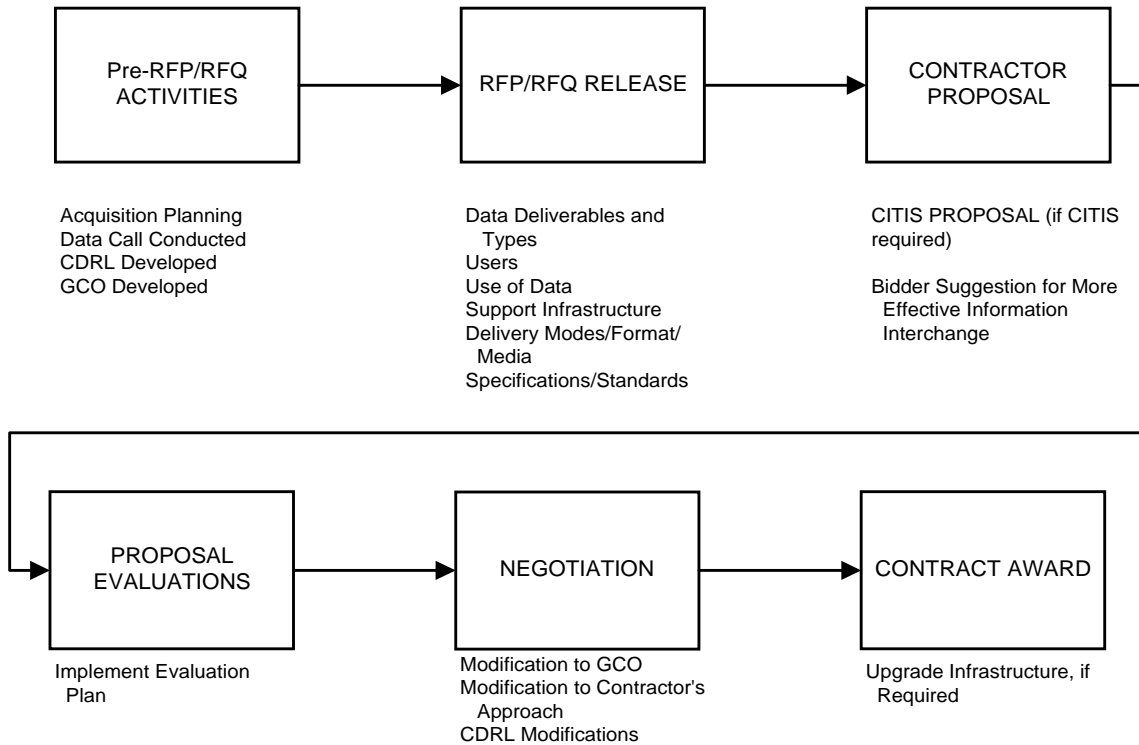 Pre-RFP/RFQ
ACTIVITIES
RFP/RFQ RELEASE
CONTRACTOR
PROPOSAL
Acquisition Planning
Data Call Conducted
CDRL Developed
GCO Developed
Data Deliverables and
Types
Users
Use of Data
Support Infrastructure
Delivery Modes/Format/
Media
Specifications/Standards
CITIS PROPOSAL (if CITIS
required)
Bidder Suggestion for More
Effective Information
Interchange
PROPOSAL
EVALUATIONS
NEGOTIATION
CONTRACT AWARD
Implement Evaluation
Plan
Modification to GCO
Modification to Contractor's
Approach
CDRL Modifications
Upgrade Infrastructure, if
Required